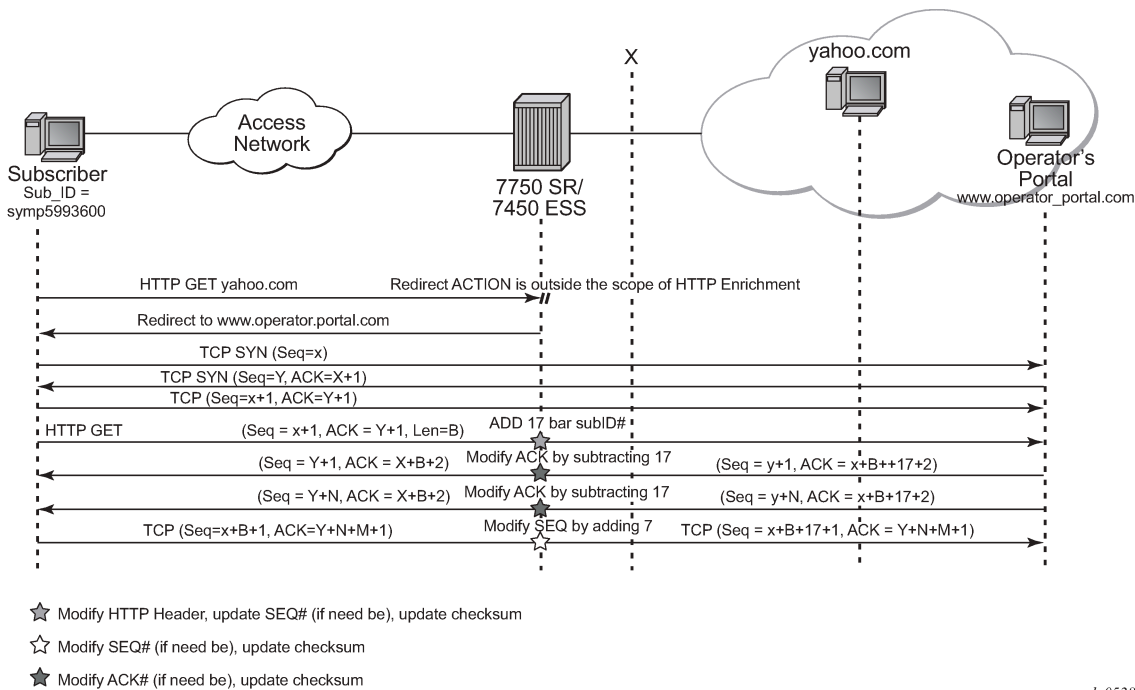 X
yahoo.com
Access
Network
Subscriber
Sub_ID =
symp5993600
7750 SR/
7450 ESS
Operator's
Portal
www.operator_portal.com
HTTP GET yahoo.com
Redirect ACTION is outside the scope of HTTP Enrichment
Redirect to www.operator.portal.com
TCP SYN (Seq=x)
TCP SYN (Seq=Y, ACK=X+1)
TCP (Seq=x+1, ACK=Y+1)
HTTP GET
(Seq = x+1, ACK = Y+1, Len=B)
ADD 17 bar subID#
(Seq = Y+1, ACK = X+B+2)
Modify ACK by subtracting 17
(Seq = y+1, ACK = x+B++17+2)
(Seq = Y+N, ACK = X+B+2)
Modify ACK by subtracting 17
(Seq = y+N, ACK = x+B+17+2)
TCP (Seq=x+B+1, ACK=Y+N+M+1)
Modify SEQ by adding 7
TCP (Seq = x+B+17+1, ACK = Y+N+M+1)
Modify HTTP Header, update SEQ# (if need be), update checksum
Modify SEQ# (if need be), update checksum
Modify ACK# (if need be), update checksum